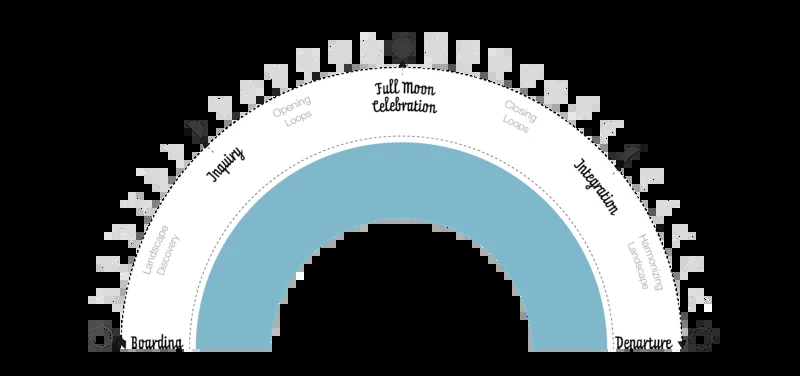 Boarding
Landscape
Discovery
Inquiry
Opening
Loops
Full Moon
Celebration
Closing
Loops
Integration
Harmonizing
Landscape
Departure